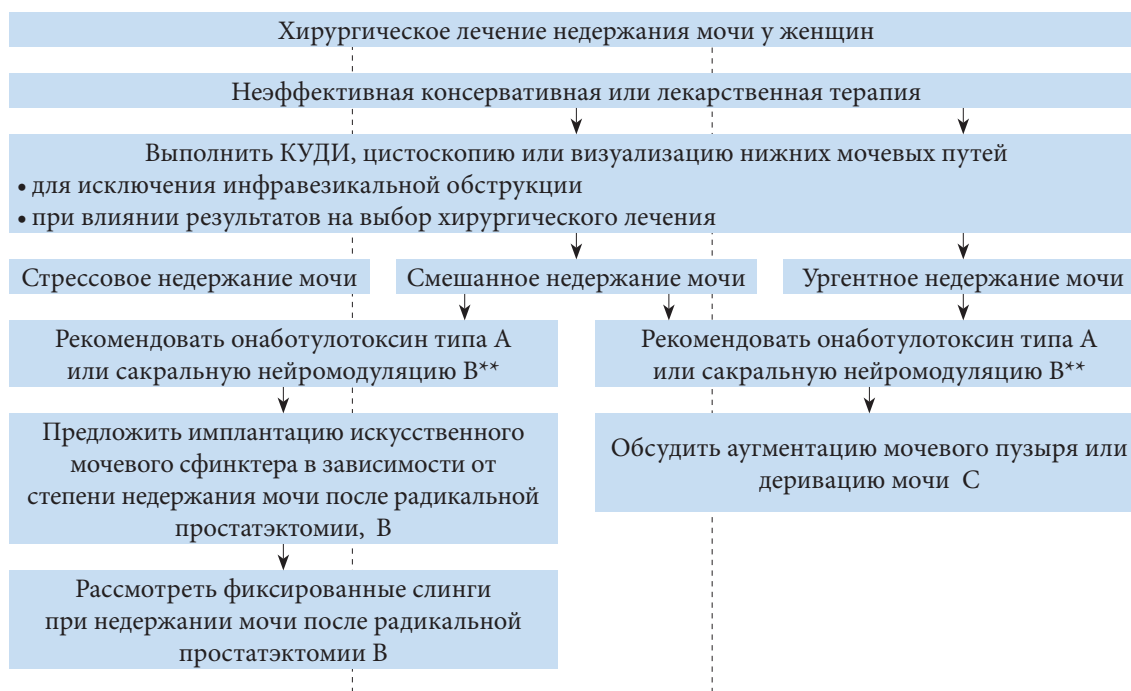 Хирургическое лечение недержания мочи у женщин
Неэффективная консервативная или лекарственная терапия
Выполнить КУДИ, цистоскопию или визуализацию нижних мочевых путей
• для исключения инфравезикальной обструкции
• при влиянии результатов на выбор хирургического лечения
Стрессовое недержание мочи
Смешанное недержание мочи
Ургентное недержание мочи
Рекомендовать онаботулотоксин типа А
или сакральную нейромодуляцию В**
Рекомендовать онаботулотоксин типа А
или сакральную нейромодуляцию В**
Предложить имплантацию искусственного
мочевого сфинктера в зависимости от
степени недержания мочи после радикальной
простатэктомии, В
Обсудить аугментацию мочевого пузыря или
деривацию мочи С
Рассмотреть фиксированные слинги
при недержании мочи после радикальной
простатэктомии В